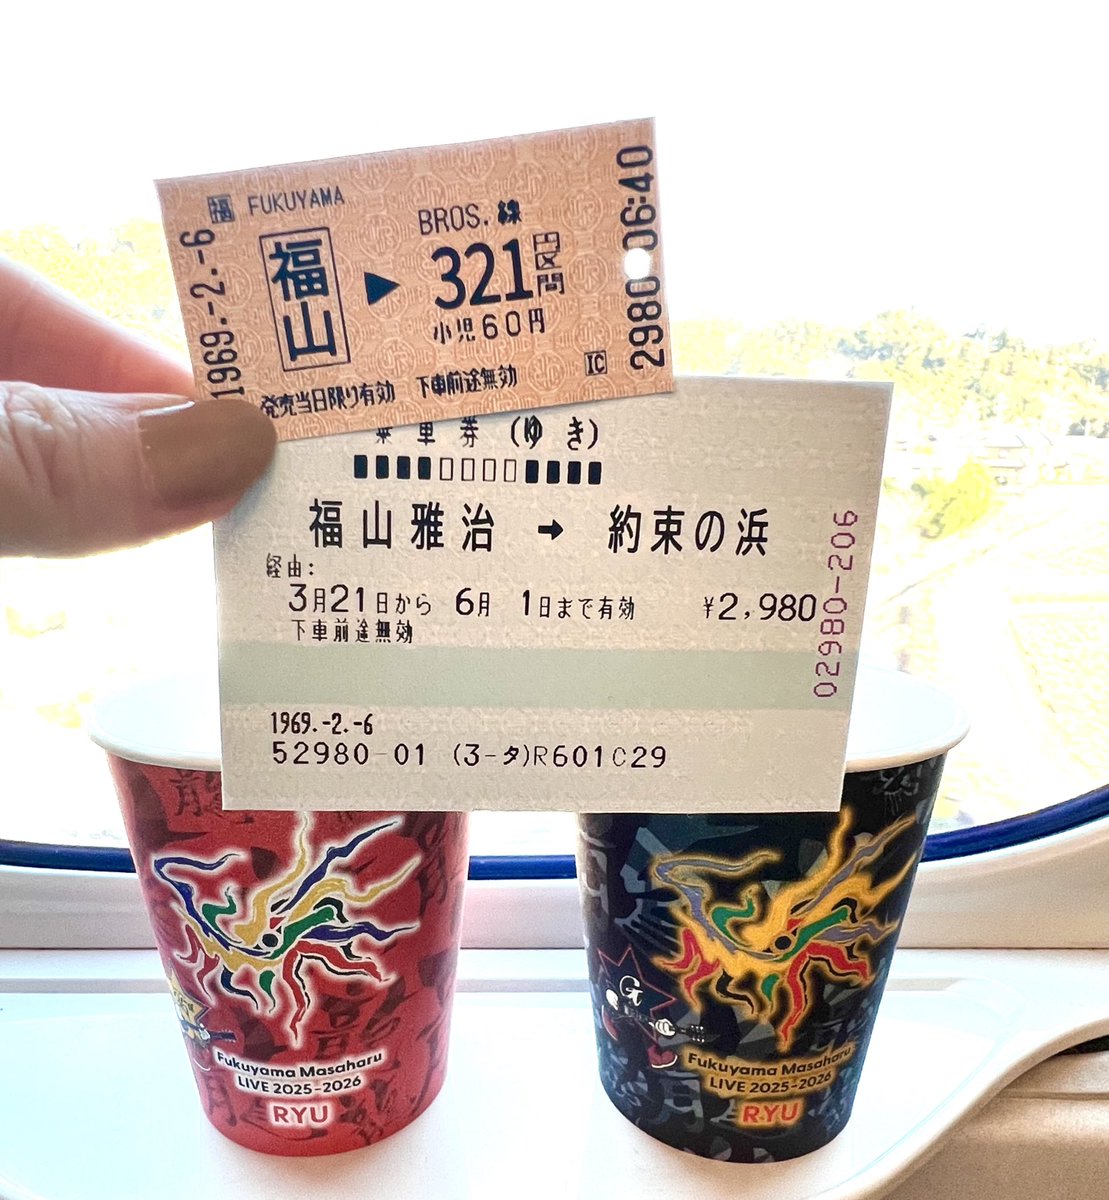 福 FUKUYAMA
1969.-2.-6
福山
▶
BROS.線
321円区間
小児60円
2980 06:40
IC
発売当日限り有効 下車前途無効
乗車券 (ゆき)
福山雅治 → 約束の浜
経由:
3月21日から 6月 1日まで有効 ¥2,980
下車前途無効
02980-206
1969.-2.-6
52980-01 (3-タ)R601C29
Fukuyama Masaharu
LIVE 2025-2026
RYU
G
Fukuyama Masaharu
LIVE 2025-2026
RYU